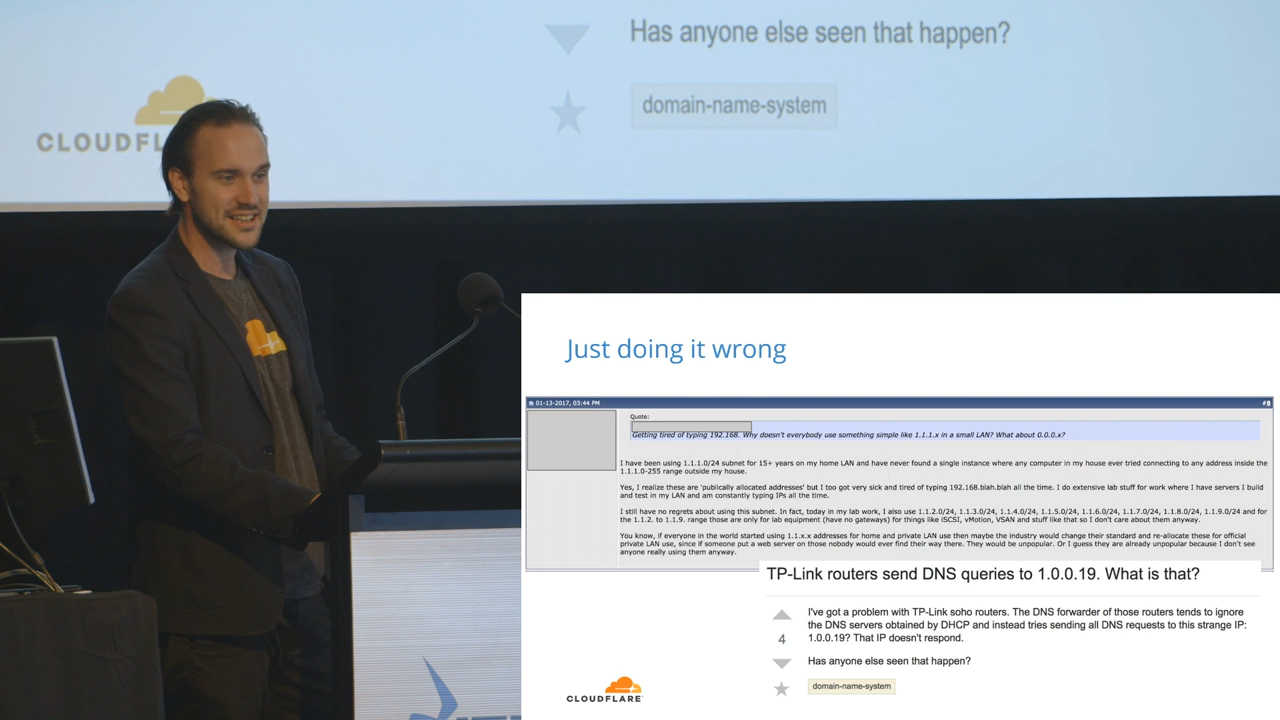 Has anyone else seen that happen?
domain-name-system
CLOUDFL
Just doing it wrong
01-13-2017, 03:44 PM
Quote:
Getting tired of typing 192.168. Why doesn't everybody use something simple like 1.1.1.x in a small LAN? What about 0.0.0.x?
I have been using 1.1.1.0/24 subnet for 15+ years on my home LAN and have never found a single instance where any computer in my house ever tried connecting to any address inside the
1.1.1.0-255 range outside my house.
Yes, I realize these are 'publically allocated addresses' but I too got very sick and tired of typing 192.168.blah.blah all the time. I do extensive lab stuff for work where I have servers I build
and test in my LAN and am constantly typing IPs all the time.
I still have no regrets about using this subnet. In fact, today in my lab work, I also use 1.1.2.0/24, 1.1.3.0/24, 1.1.4.0/24, 1.1.5.0/24, 1.1.6.0/24, 1.1.7.0/24, 1.1.8.0/24, 1.1.9.0/24 and for
the 1.1.2. to 1.1.9. range those are only for lab equipment (have no gateways) for things like iSCSI, vMotion, VSAN and stuff like that so I don't care about them anyway.
You know, if everyone in the world started using 1.1.x.x addresses for home and private LAN use then maybe the industry would change their standard and re-allocate these for official
private LAN use, since if someone put a web server on those nobody would ever find their way there. They would be unpopular. Or I guess they are already unpopular because I don't see
anyone really using them anyway.
TP-Link routers send DNS queries to 1.0.0.19. What is that?
I've got a problem with TP-Link soho routers. The DNS forwarder of those routers tends to ignore
the DNS servers obtained by DHCP and instead tries sending all DNS requests to this strange IP:
1.0.0.19? That IP doesn't respond.
4
Has anyone else seen that happen?
domain-name-system
CLOUDFLARE